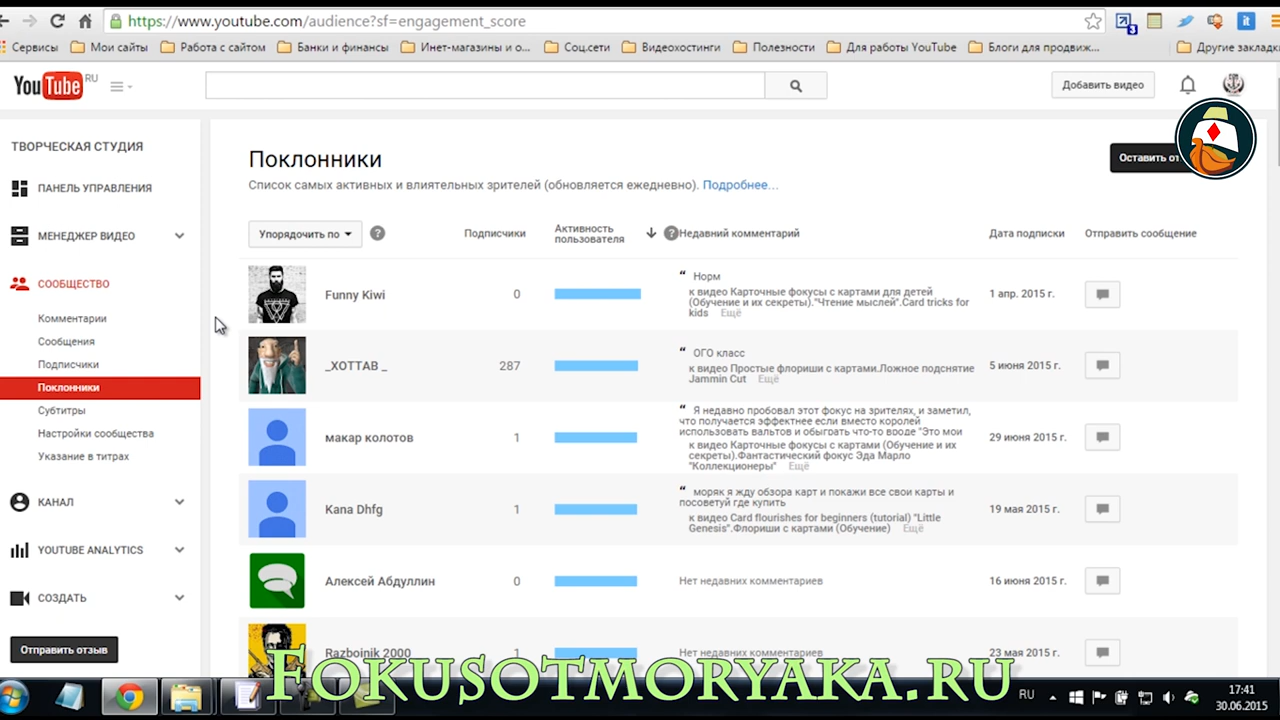 https://www.youtube.com/audience?sf=engagement_score
3
it
Сервисы Мои сайты Работа с сайтом Банки и финансы Инет-магазины и о... Соц.сети Видеохостинги Полезности Для работы YouTube Блоги для продвиж... Другие закладки
YouTube RU
Добавить видео
ТВОРЧЕСКАЯ СТУДИЯ
ПАНЕЛЬ УПРАВЛЕНИЯ
МЕНЕДЖЕР ВИДЕО
СООБЩЕСТВО
Комментарии
Сообщения
Подписчики
Поклонники
Субтитры
Настройки сообщества
Указание в титрах
КАНАЛ
YOUTUBE ANALYTICS
СОЗДАТЬ
Отправить отзыв
Поклонники
Оставить от
Список самых активных и влиятельных зрителей (обновляется ежедневно). Подробнее...
Упорядочить по ? Подписчики Активность пользователя ? Недавний комментарий Дата подписки Отправить сообщение
Funny Kiwi 0
“ Норм
к видео Карточные фокусы с картами для детей
(Обучение и их секреты)."Чтение мыслей".Card tricks for
kids Ещё
1 апр. 2015 г.
_ХОТТАВ _ 287
“ ОГО класс
к видео Простые флориши с картами.Ложное подснятие
Jammin Cut Ещё
5 июня 2015 г.
макар колотов 1
“ Я недавно пробовал этот фокус на зрителях, и заметил,
что получается эффектнее если вместо королей
использовать вальтов и обыграть что-то вроде "Это мои
к видео Карточные фокусы с картами (Обучение и их
секреты).Фантастический фокус Эда Марло
"Коллекционеры" Ещё
29 июня 2015 г.
Kana Dhfg 1
“ моряк я жду обзора карт и покажи все свои карты и
посоветуй где купить
к видео Card flourishes for beginners (tutorial) "Little
Genesis".Флориши с картами (Обучение) Ещё
19 мая 2015 г.
Алексей Абдуллин 0 Нет недавних комментариев 16 июня 2015 г.
Razboinik 2000 1 Нет недавних комментариев 23 мая 2015 г.
Fokusotmoryaka.ru
RU
17:41
30.06.2015